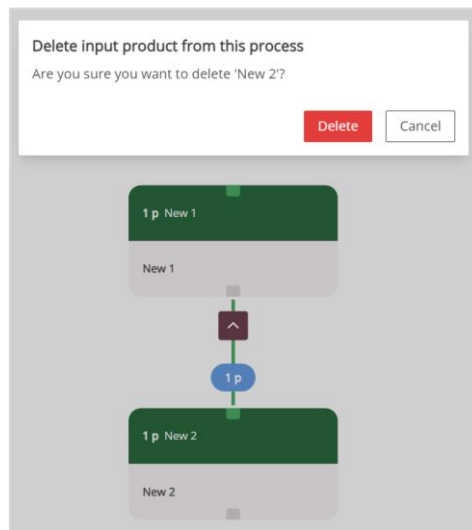 Delete input product from this process
Are you sure you want to delete 'New 2'?
Delete Cancel
1 p New 1
New 1
1 p
1 p New 2
New 2